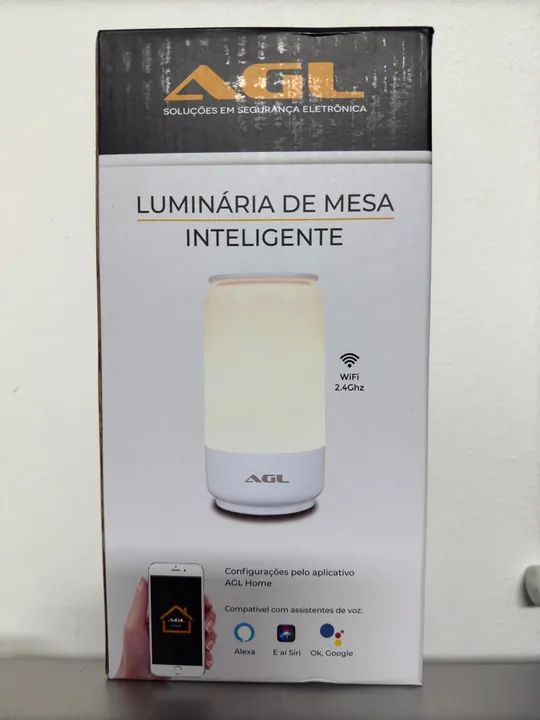 AGL
SOLUÇÕES EM SEGURANÇA ELETRÔNICA
LUMINÁRIA DE MESA
INTELIGENTE
WiFi
2.4Ghz
AGL
Configurações pelo aplicativo
AGL Home
AGL
Compatível com assistentes de voz:
Alexa
E aí Siri
Ok, Google